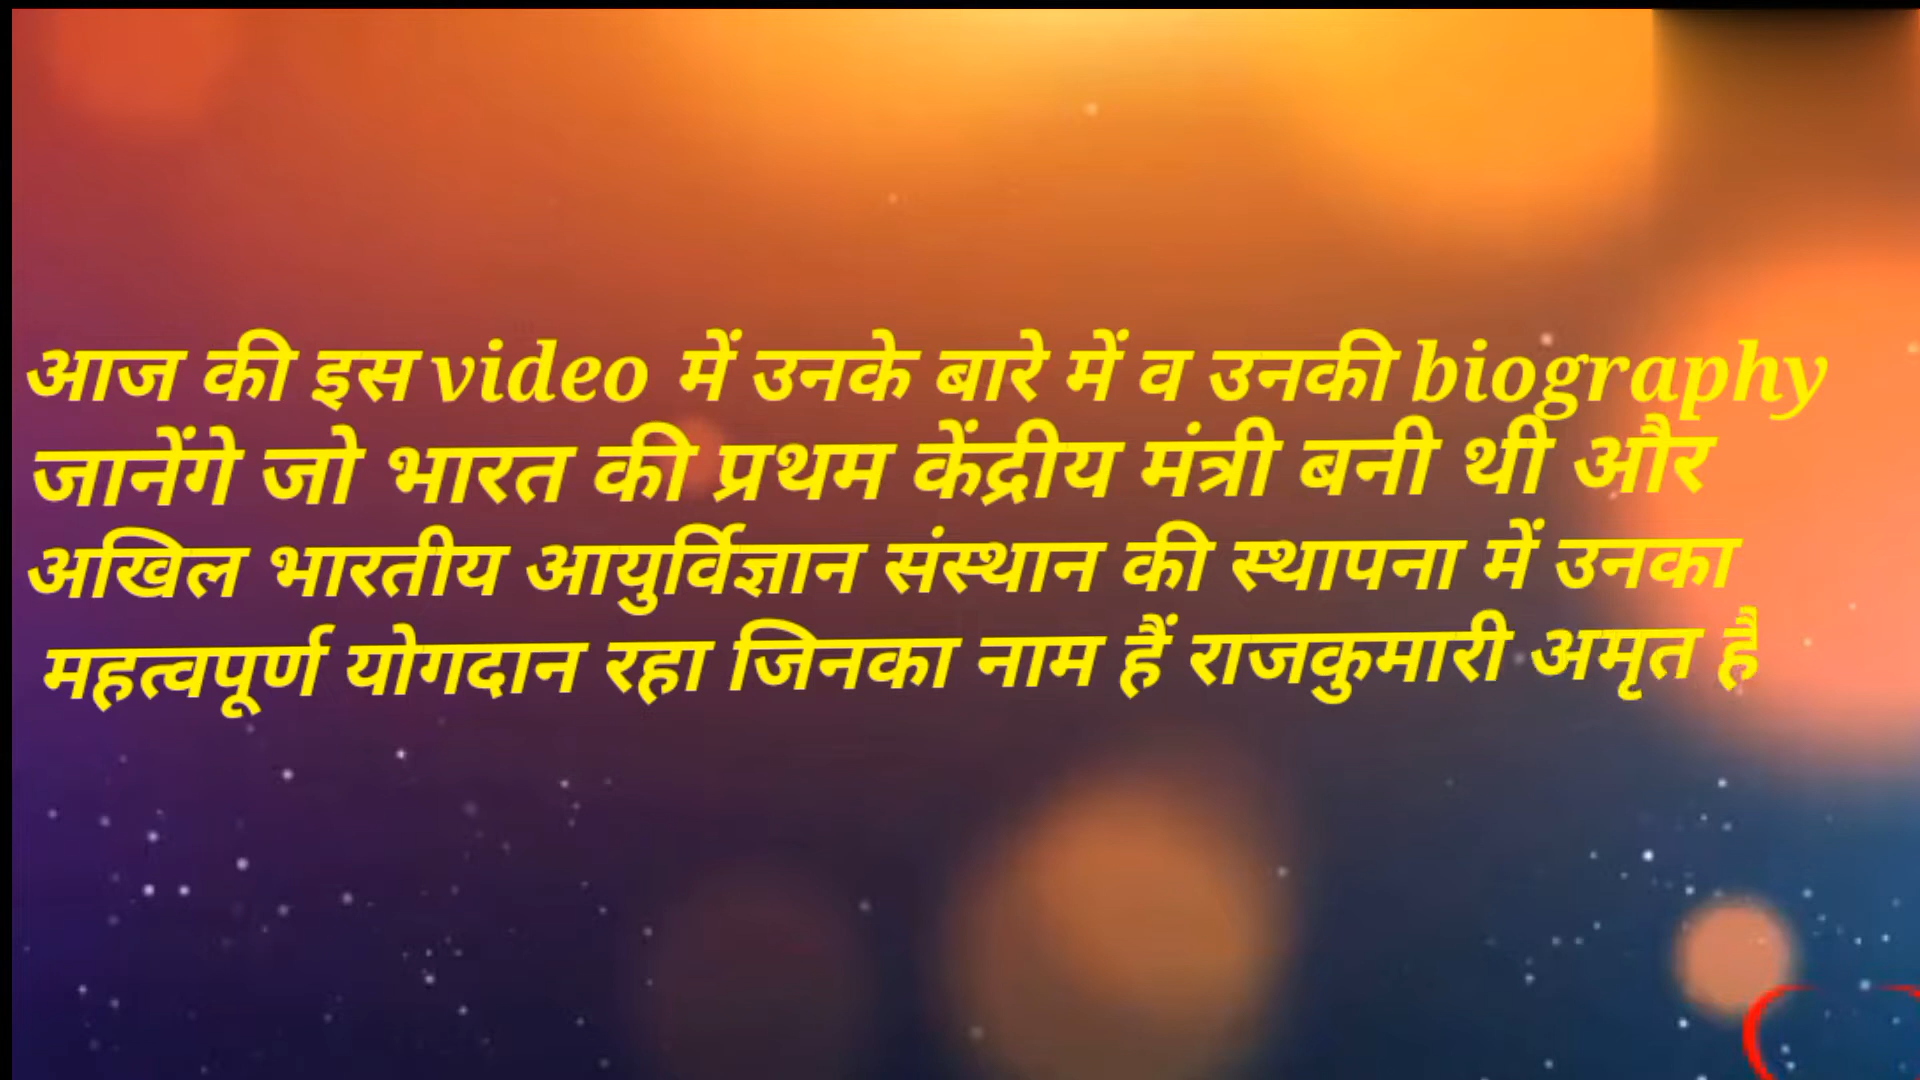 आज की इस video में उनके बारे में व उनकी biography
जानेंगे जो भारत की प्रथम केंद्रीय मंत्री बनी थी और
अखिल भारतीय आयुर्विज्ञान संस्थान की स्थापना में उनका
महत्वपूर्ण योगदान रहा जिनका नाम हैं राजकुमारी अमृत है